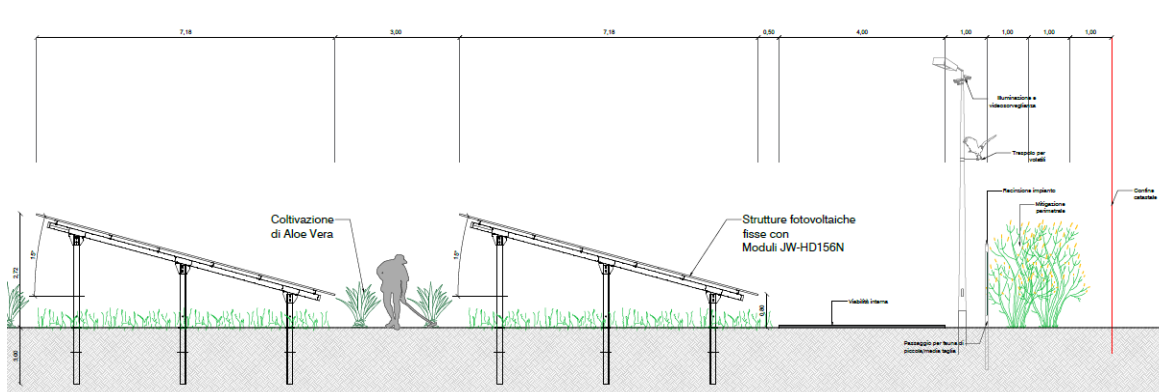 7,18
3,00
7,18
0,50
4,00
1,00
1,00
1,00
1,00
Illuminazione e
videosorveglianza
Trespolo per
volatili
Recinzione impianto
Mitigazione
perimetrale
Confine
catastale
Coltivazione
di Aloe Vera
Strutture fotovoltaiche
fisse con
Moduli JW-HD156N
15°
15°
2,72
0,80
Viabilità interna
Passaggio per fauna di
piccola/media taglia
3,00